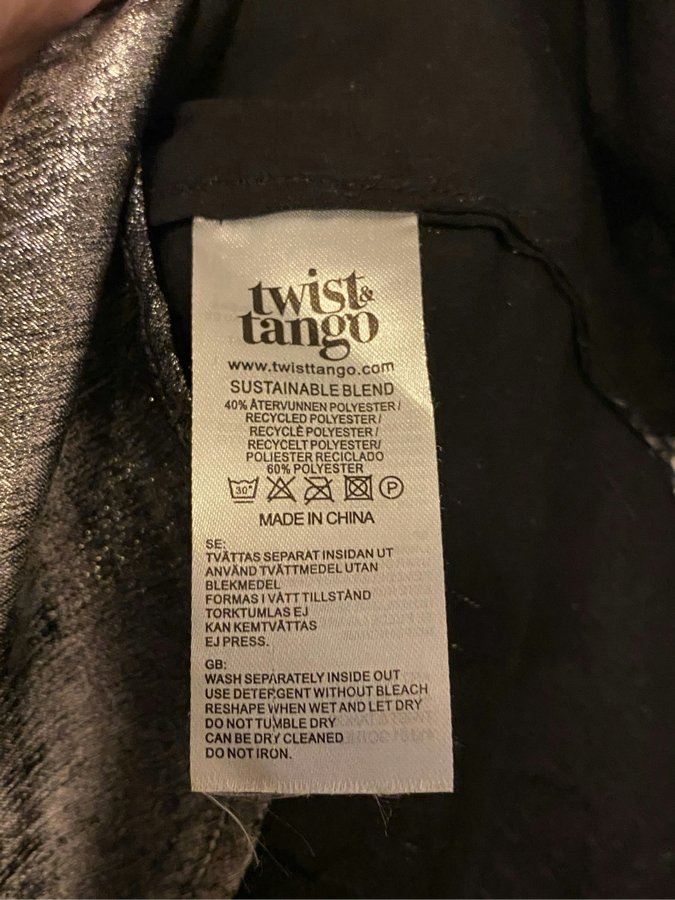 twist &
tango
www.twisttango.com
SUSTAINABLE BLEND
40% ÅTERVUNNEN POLYESTER/
RECYCLED POLYESTER/
RECYCLÉ POLYESTER/
RECYCELT POLYESTER/
POLIESTER RECICLADO
60% POLYESTER
30°
P
MADE IN CHINA
SE:
TVÄTTAS SEPARAT INSIDAN UT
ANVÄND TVÄTTMEDEL UTAN
BLEKMEDEL
FORMAS I VÅTT TILLSTÅND
TORKTUMLAS EJ
KAN KEMTVÄTTAS
EJ PRESS.
GB:
WASH SEPARATELY INSIDE OUT
USE DETERGENT WITHOUT BLEACH
RESHAPE WHEN WET AND LET DRY
DO NOT TUMBLE DRY
CAN BE DRY CLEANED
DO NOT IRON.